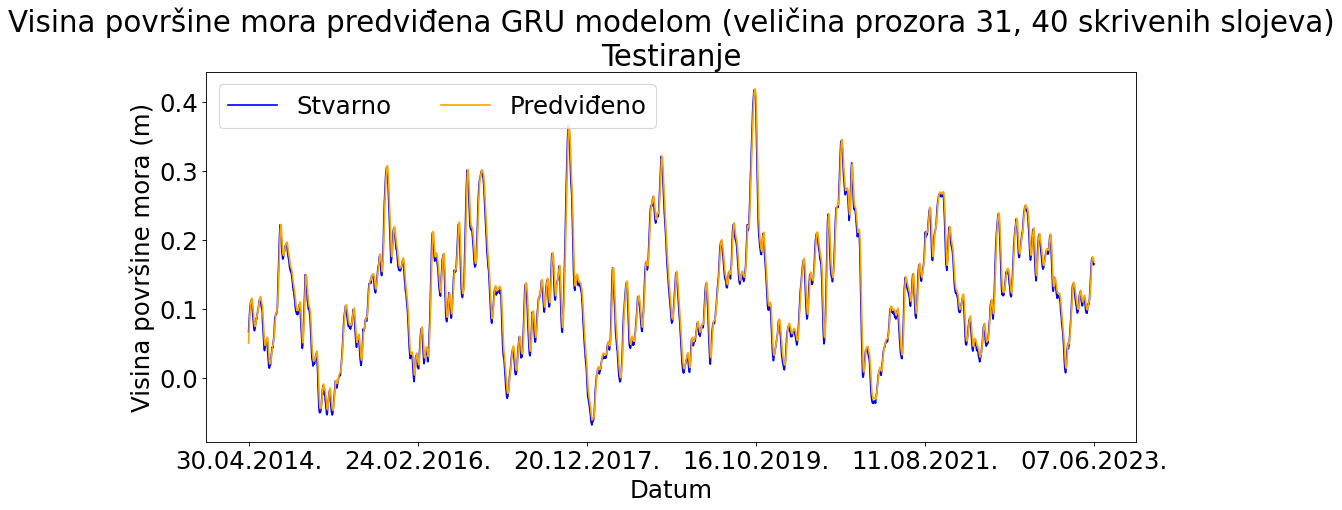 Visina površine mora predviđena GRU modelom (veličina prozora 31, 40 skrivenih slojeva)
Testiranje
Stvarno Predviđeno
Visina površine mora (m)
0.4
0.3
0.2
0.1
0.0
30.04.2014. 24.02.2016. 20.12.2017. 16.10.2019. 11.08.2021. 07.06.2023.
Datum